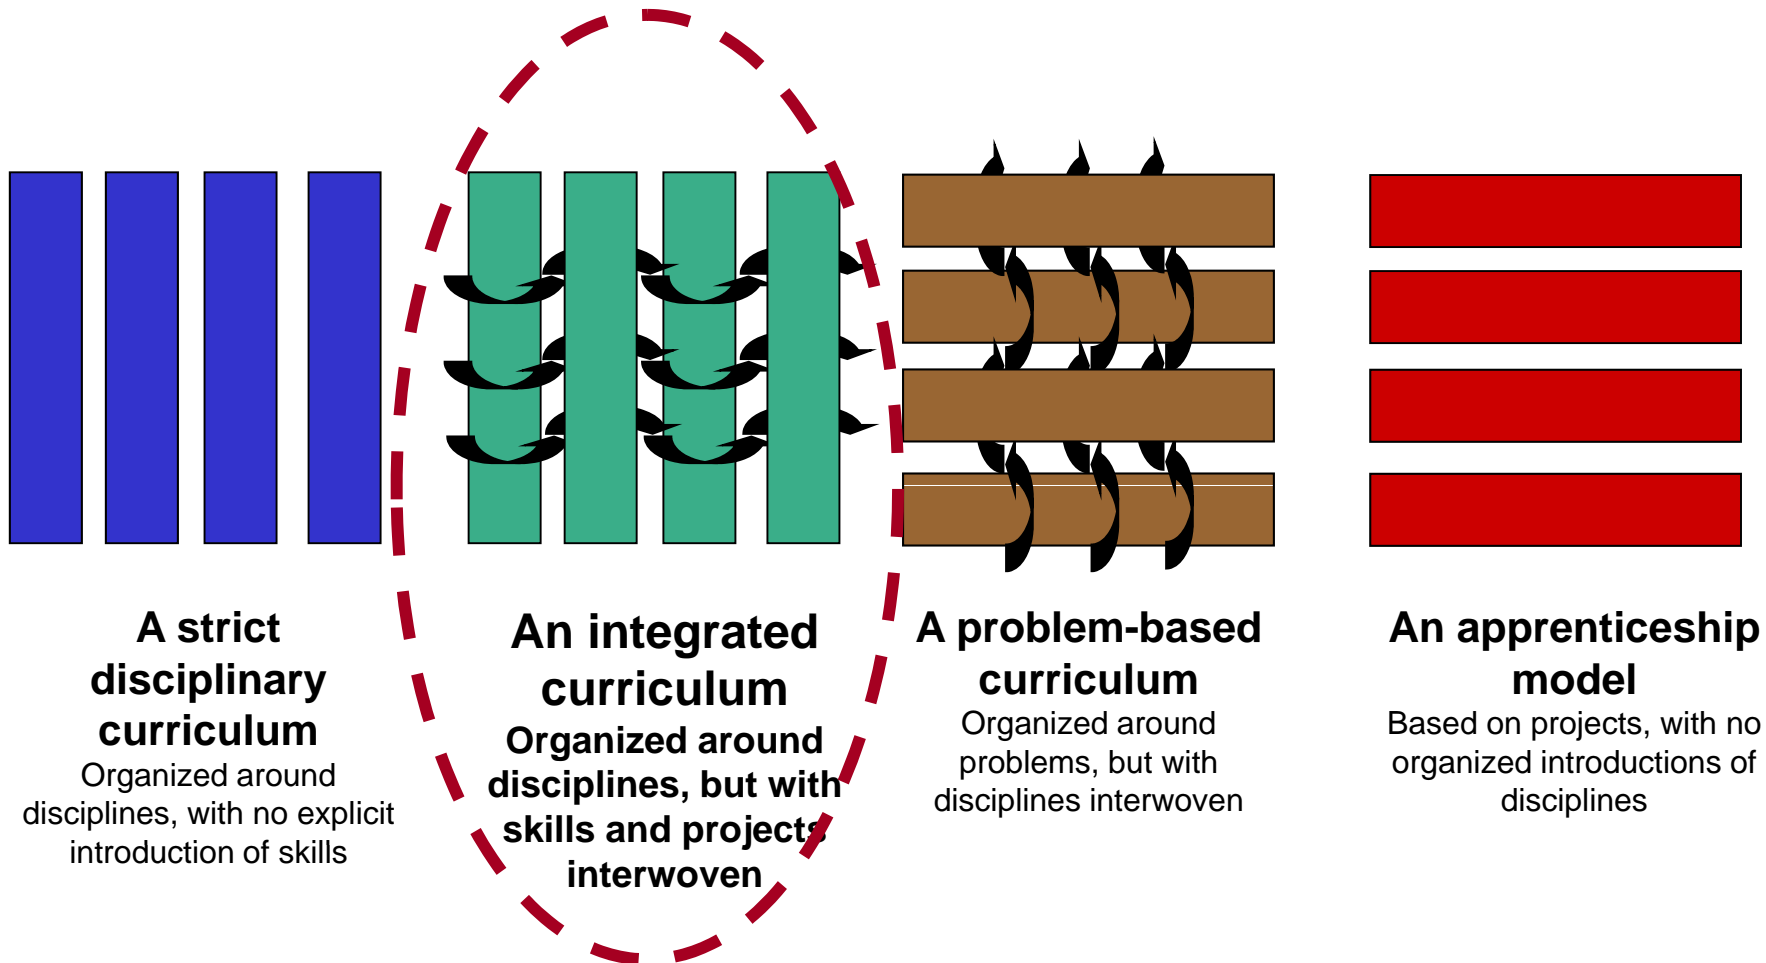 A strict
disciplinary
curriculum
Organized around
disciplines, with no explicit
introduction of skills
An integrated
curriculum
Organized around
disciplines, but with
skills and projects
interwoven
A problem-based
curriculum
Organized around
problems, but with
disciplines interwoven
An apprenticeship
model
Based on projects, with no
organized introductions of
disciplines